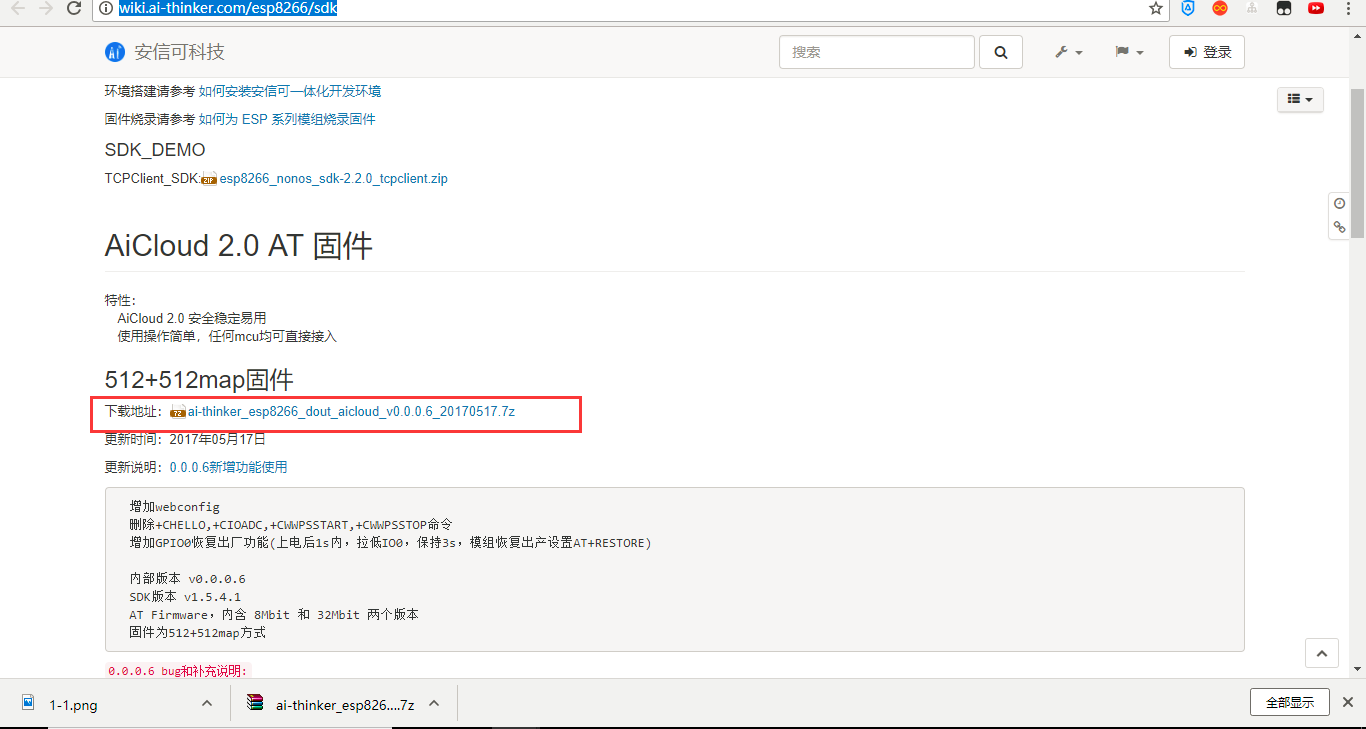 wiki.ai-thinker.com/esp8266/sdk
安信可科技
搜索
登录
环境搭建请参考 如何安装安信可一体化开发环境
固件烧录请参考 如何为 ESP 系列模组烧录固件
SDK_DEMO
TCPClient_SDK:esp8266_nonos_sdk-2.2.0_tcpclient.zip
AiCloud 2.0 AT 固件
特性:
AiCloud 2.0 安全稳定易用
使用操作简单，任何mcu均可直接接入
512+512map固件
下载地址：ai-thinker_esp8266_dout_aicloud_v0.0.0.6_20170517.7z
更新时间：2017年05月17日
更新说明：0.0.0.6新增功能使用
增加webconfig
删除+CHELLO,+CIOADC,+CWWPSSTART,+CWWPSSTOP命令
增加GPIO0恢复出厂功能(上电后1s内，拉低IO0，保持3s，模组恢复出产设置AT+RESTORE)
内部版本 v0.0.0.6
SDK版本 v1.5.4.1
AT Firmware，内含 8Mbit 和 32Mbit 两个版本
固件为512+512map方式
0.0.0.6 bug和补充说明:
1-1.png
ai-thinker_esp826....7z
全部显示